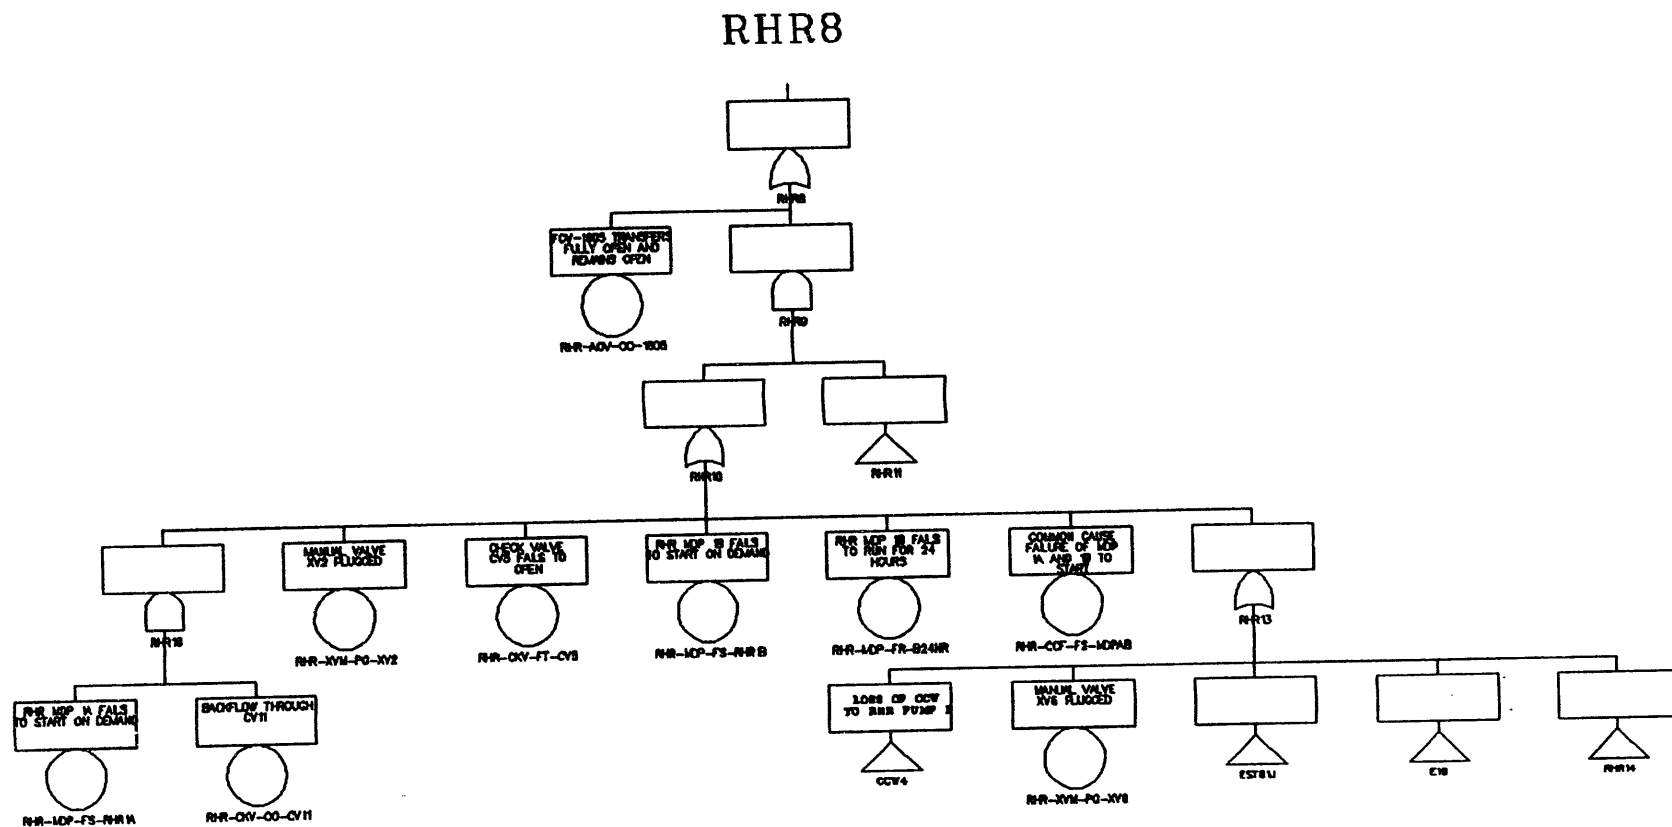 RHR8
RHR8
FCV-1605 TRANSFERS
FULLY OPEN AND
REMAINS OPEN
RHR-AOV-OO-1605
RHR9
RHR10
RHR11
MANUAL VALVE
XV2 PLUGGED
CHECK VALVE
CV5 FAILS TO
OPEN
RHR MDP 1B FAILS
TO START ON DEMAND
RHR MDP 1B FAILS
TO RUN FOR 24
HOURS
COMMON CAUSE
FAILURE OF MDP
1A AND 1B TO
START
RHR-XVM-PG-XV2
RHR-CKV-FT-CV5
RHR-MDP-FS-RHR1B
RHR-MDP-FR-B24HR
RHR-CCF-FS-MDPAB
RHR13
RHR MDP 1A FAILS
TO START ON DEMAND
BACKFLOW THROUGH
CV11
LOSS OF CCW
TO RHR PUMP
MANUAL VALVE
XV6 PLUGGED
RHR-MDP-FS-RHR1A
RHR-CKV-OO-CV11
CCW4
RHR-XVM-PG-XV6
RHR14